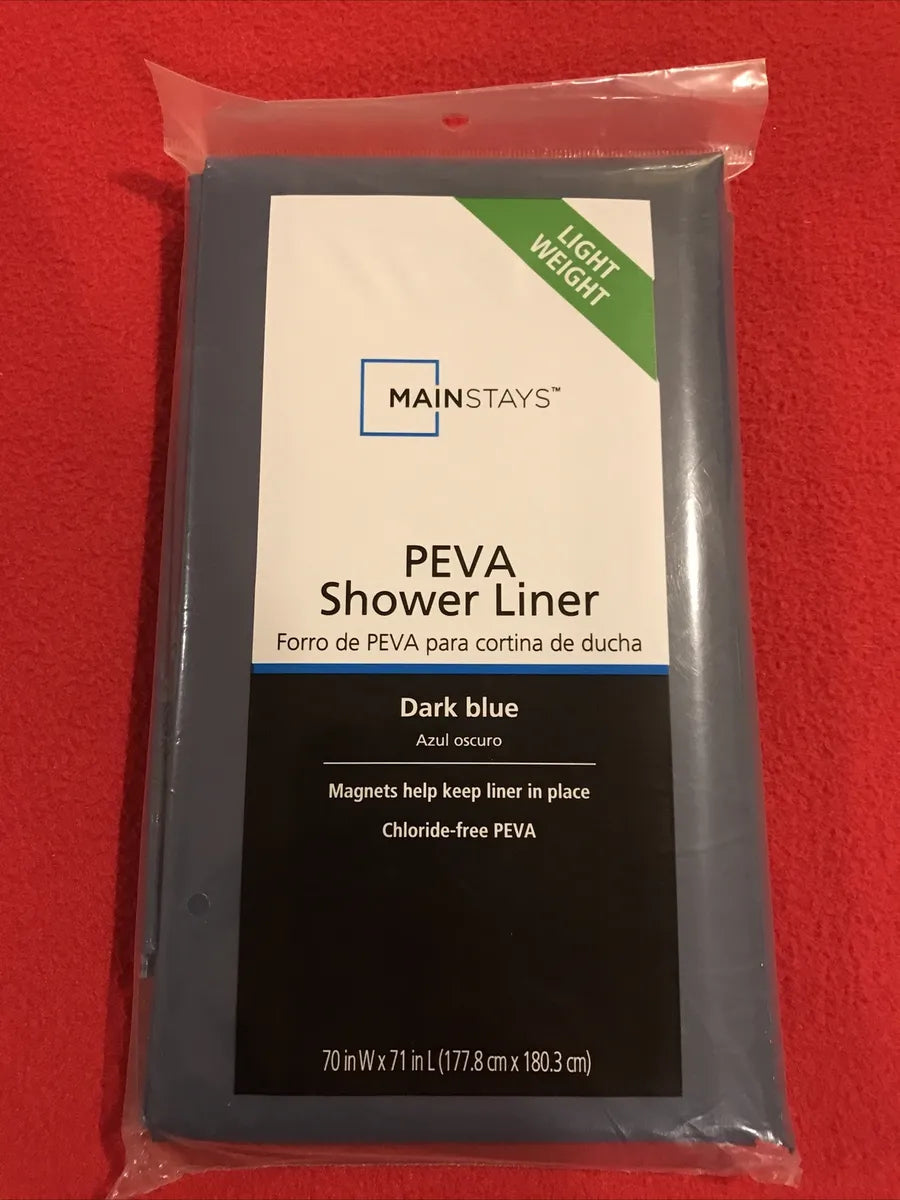 LIGHT
WEIGHT
MAINSTAYS™
PEVA
Shower Liner
Forro de PEVA para cortina de ducha
Dark blue
Azul oscuro
Magnets help keep liner in place
Chloride-free PEVA
70 in W x 71 in L (177.8 cm x 180.3 cm)